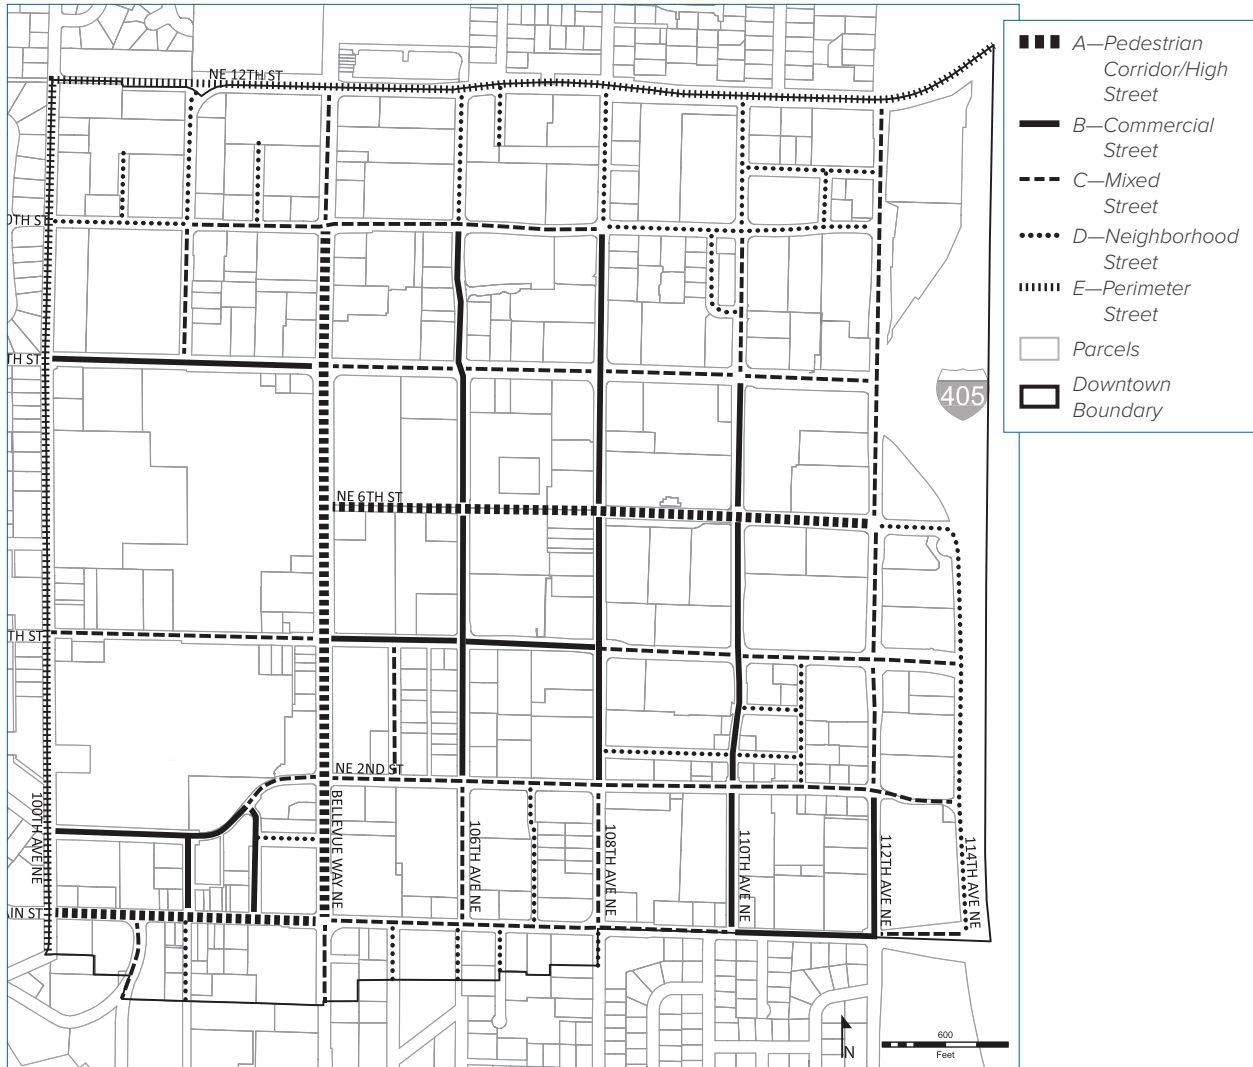 NE 12TH ST
0TH ST
TH ST
NE 6TH ST
TH ST
NE 2ND ST
100TH AVE NE
BELLEVUE WAY NE
106TH AVE NE
108TH AVE NE
110TH AVE NE
112TH AVE NE
114TH AVE NE
AIN ST
405
600
Feet
N
A—Pedestrian
Corridor/High
Street
B—Commercial
Street
C—Mixed
Street
D—Neighborhood
Street
E—Perimeter
Street
Parcels
Downtown
Boundary